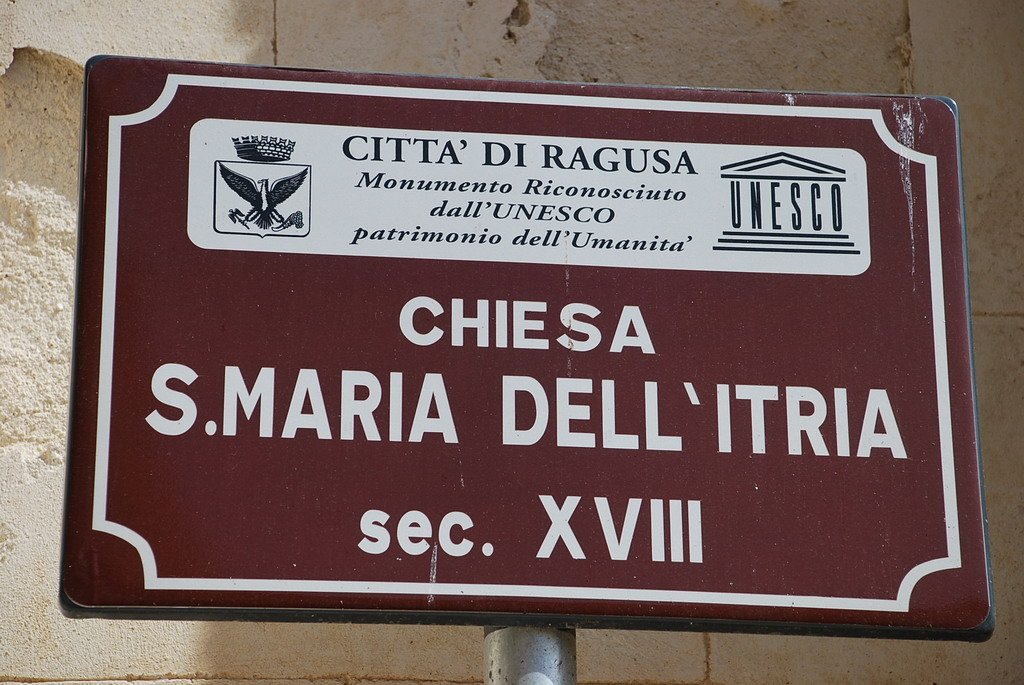 CITTA' DI RAGUSA
Monumento Riconosciuto
dall'UNESCO
patrimonio dell'Umanita'
UNESCO
CHIESA
S.MARIA DELL`ITRIA
sec. XVIII